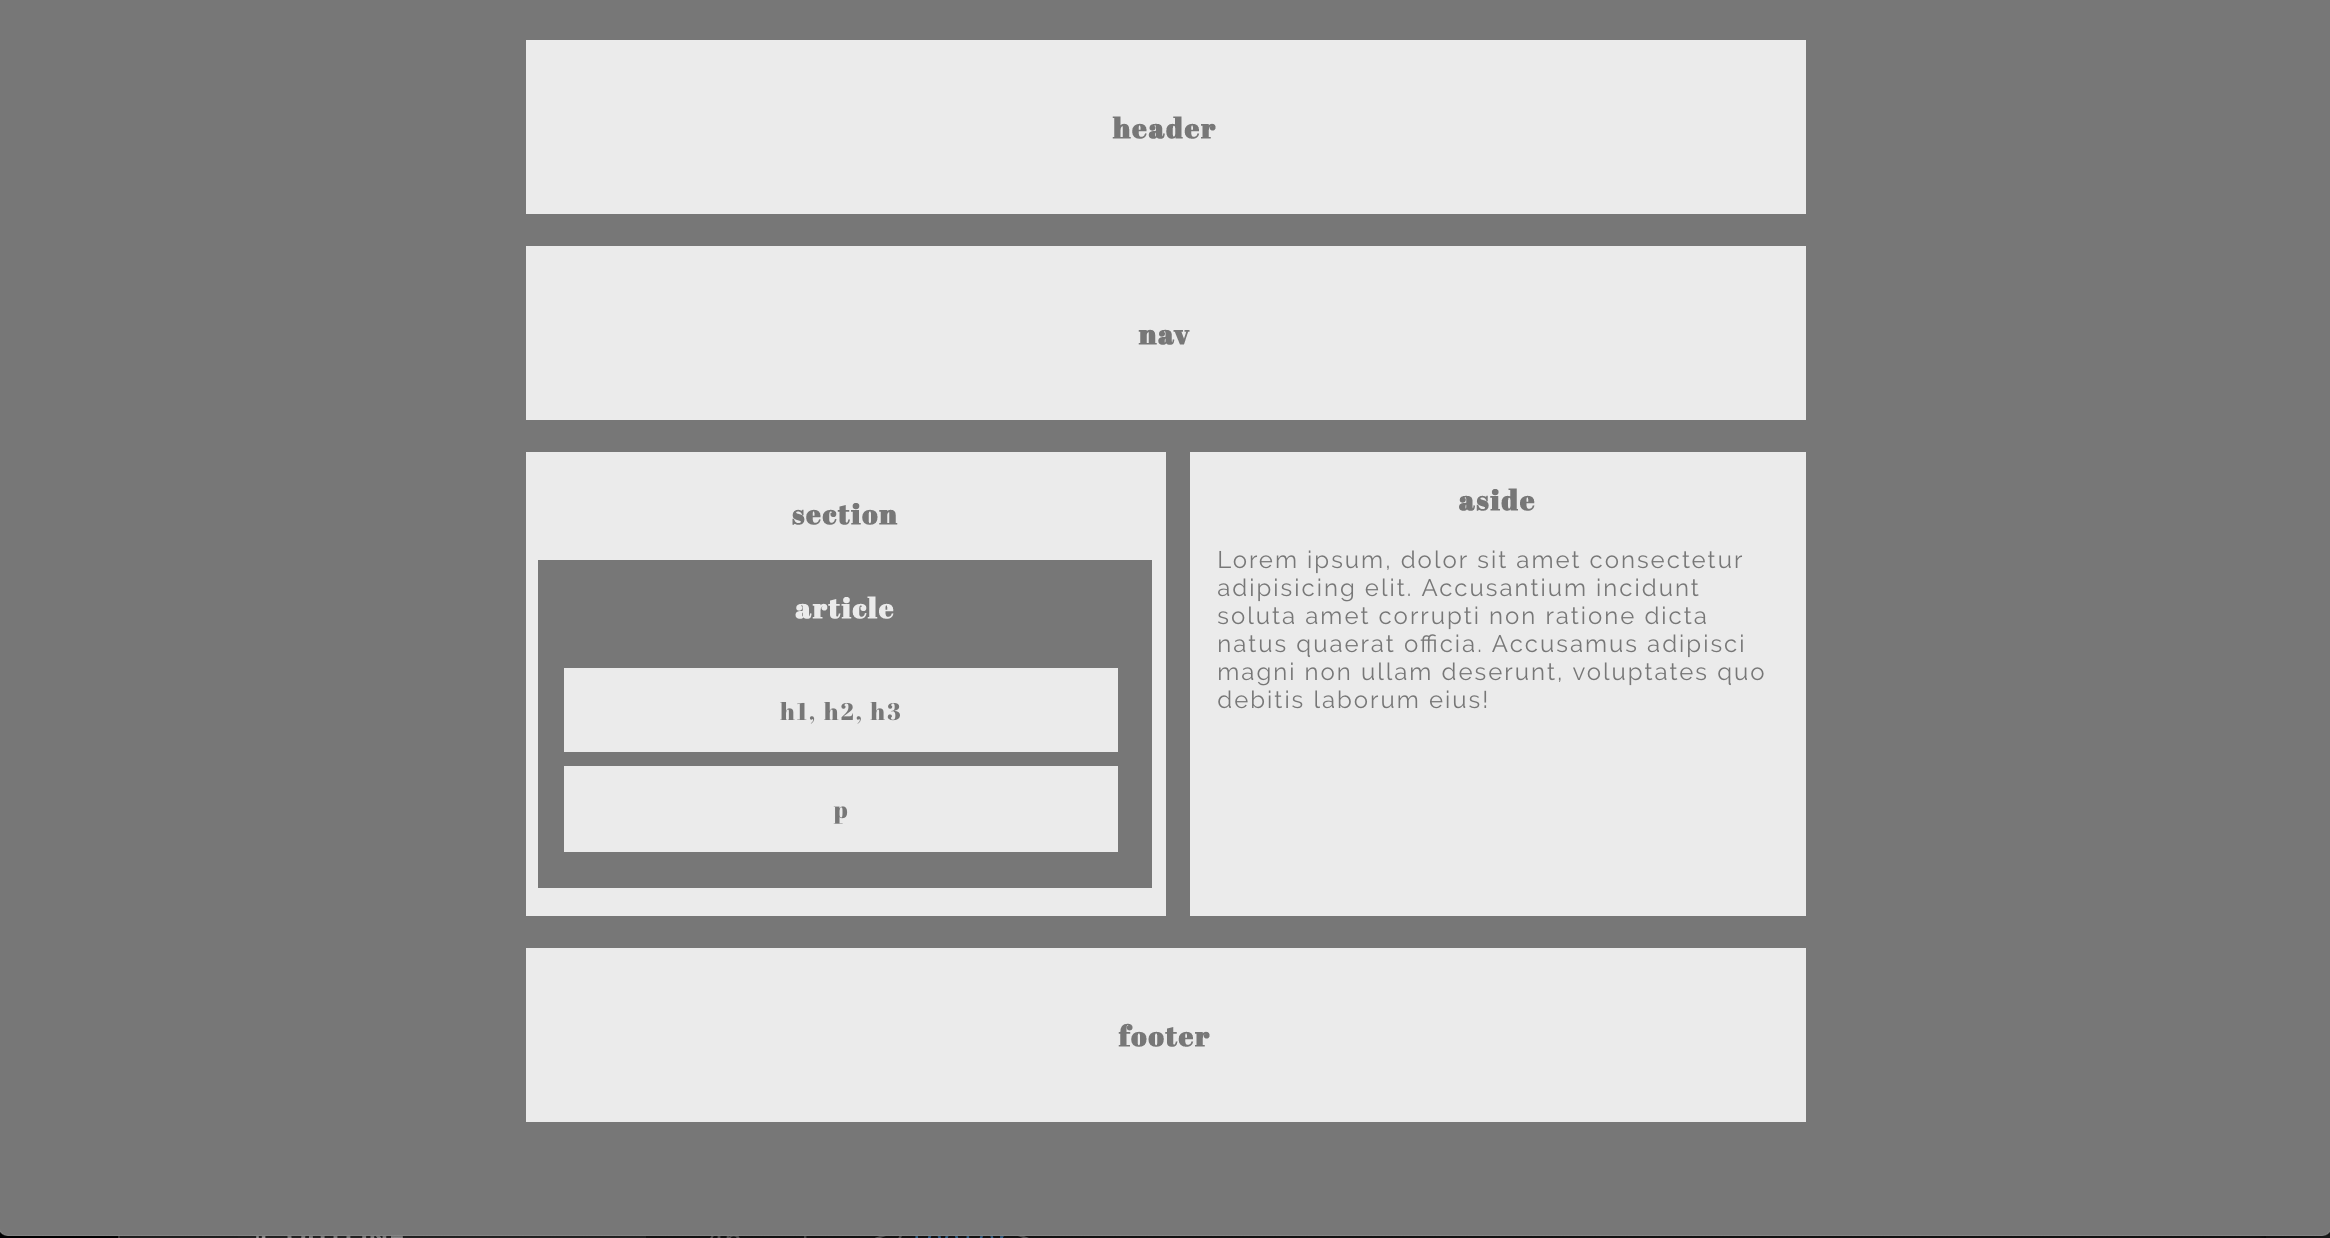 header
nav
section
article
h1, h2, h3
p
aside
Lorem ipsum, dolor sit amet consectetur
adipisicing elit. Accusantium incidunt
soluta amet corrupti non ratione dicta
natus quaerat officia. Accusamus adipisci
magni non ullam deserunt, voluptates quo
debitis laborum eius!
footer